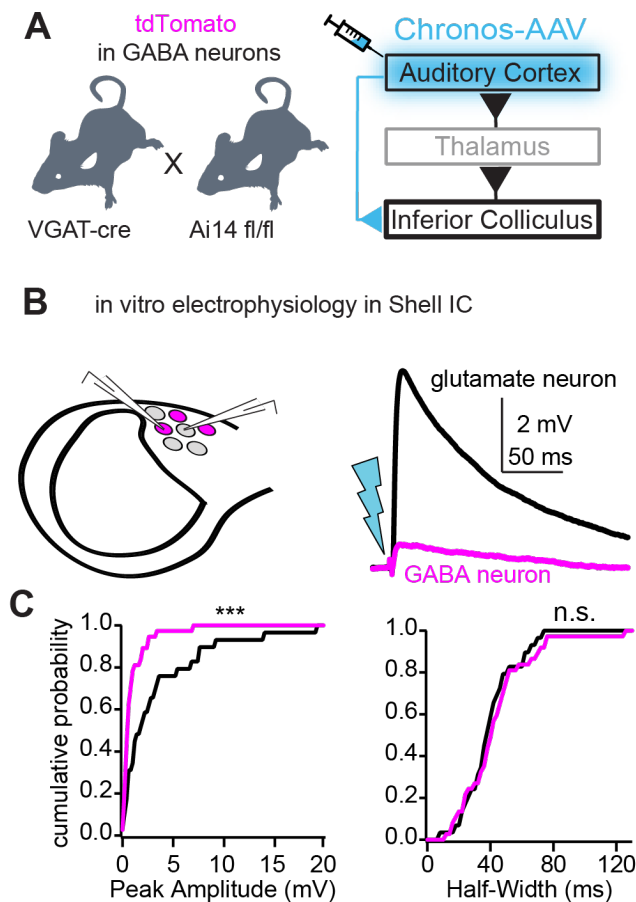 A
tdTomato
in GABA neurons
X
VGAT-cre
Ai14 fl/fl
Chronos-AAV
Auditory Cortex
Thalamus
Inferior Colliculus
B
in vitro electrophysiology in Shell IC
glutamate neuron
2 mV
50 ms
GABA neuron
C
cumulative probability
1.0
0.8
0.6
0.4
0.2
0.0
***
0
5
10
15
20
Peak Amplitude (mV)
n.s.
1.0
0.8
0.6
0.4
0.2
0.0
0
40
80
120
Half-Width (ms)